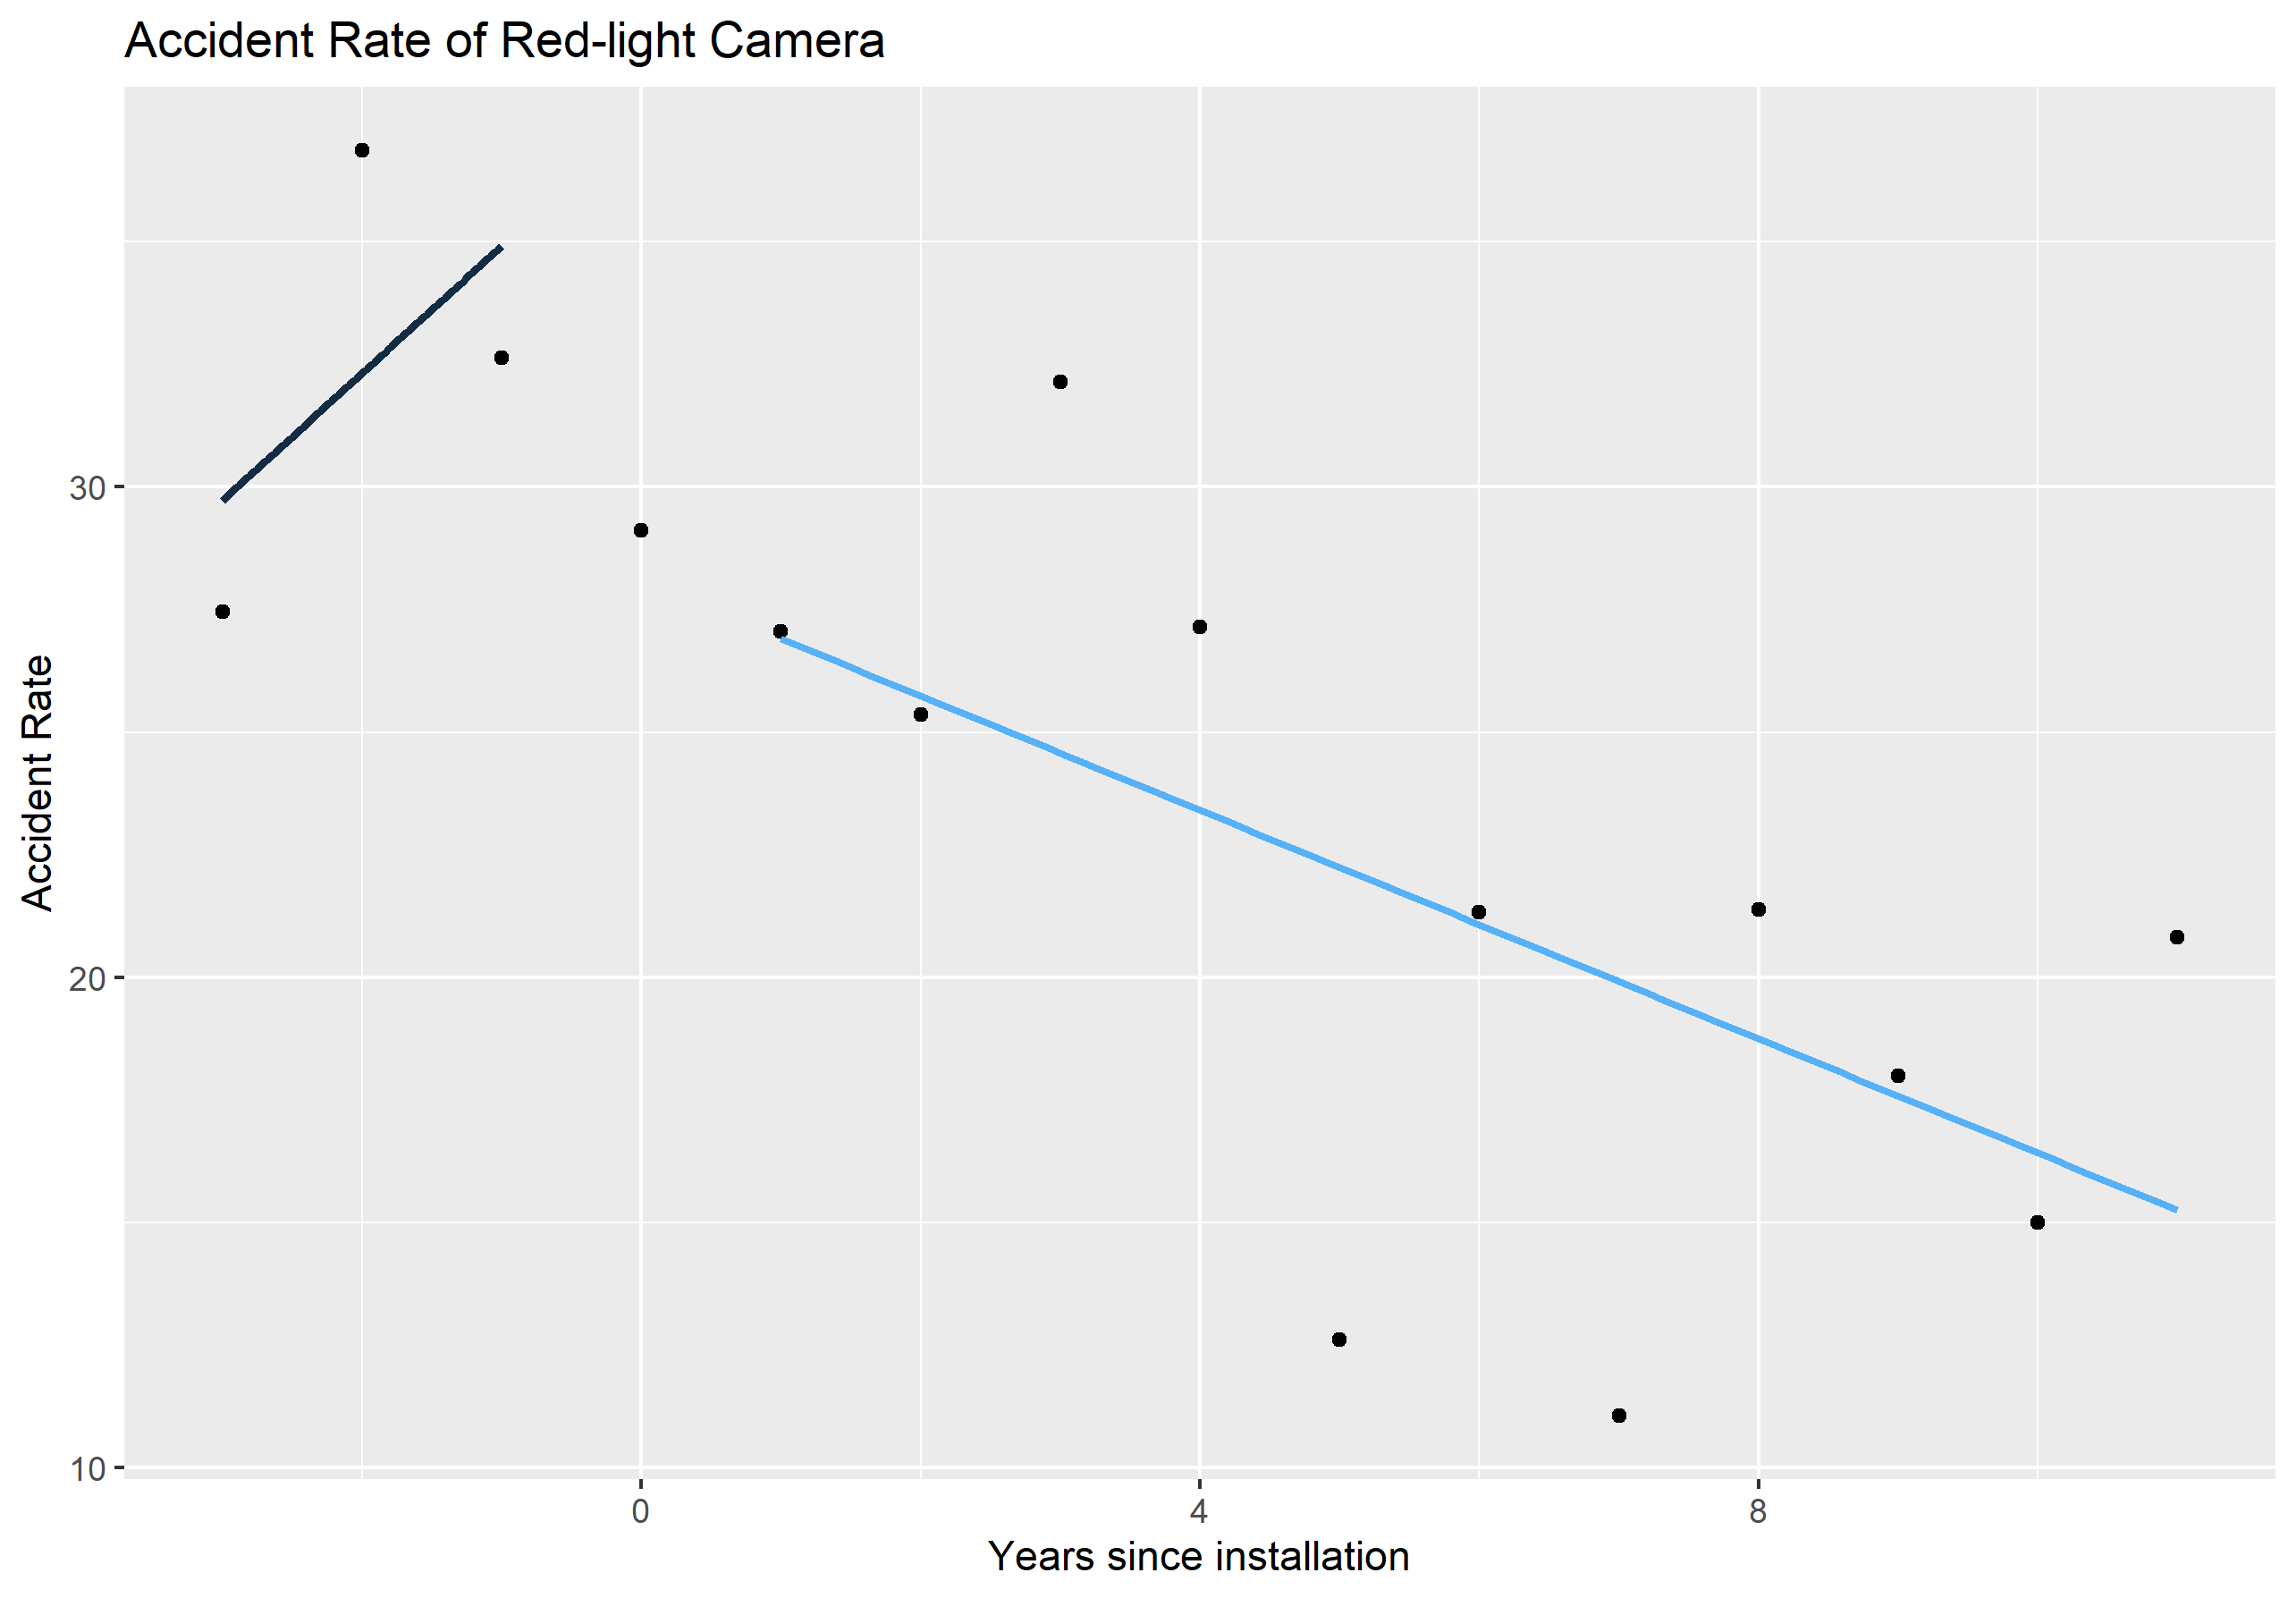 Accident Rate of Red-light Camera
Accident Rate
30
20
10
0 4 8
Years since installation